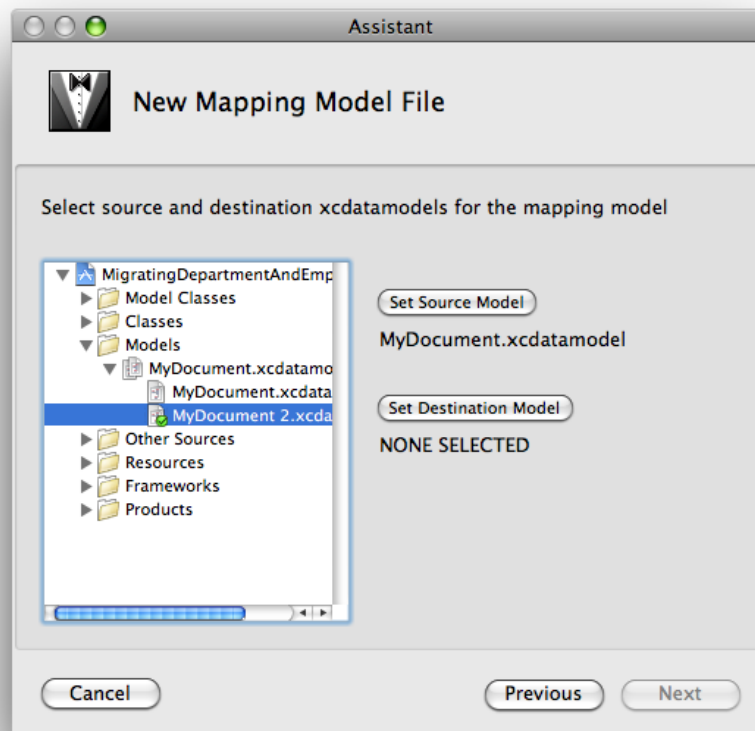 Assistant
New Mapping Model File
Select source and destination xcdatamodels for the mapping model
MigratingDepartmentAndEmp
Model Classes
Classes
Models
MyDocument.xcdatamo
MyDocument.xcdata
MyDocument 2.xcda
Other Sources
Resources
Frameworks
Products
Set Source Model
MyDocument.xcdatamodel
Set Destination Model
NONE SELECTED
Cancel
Previous
Next